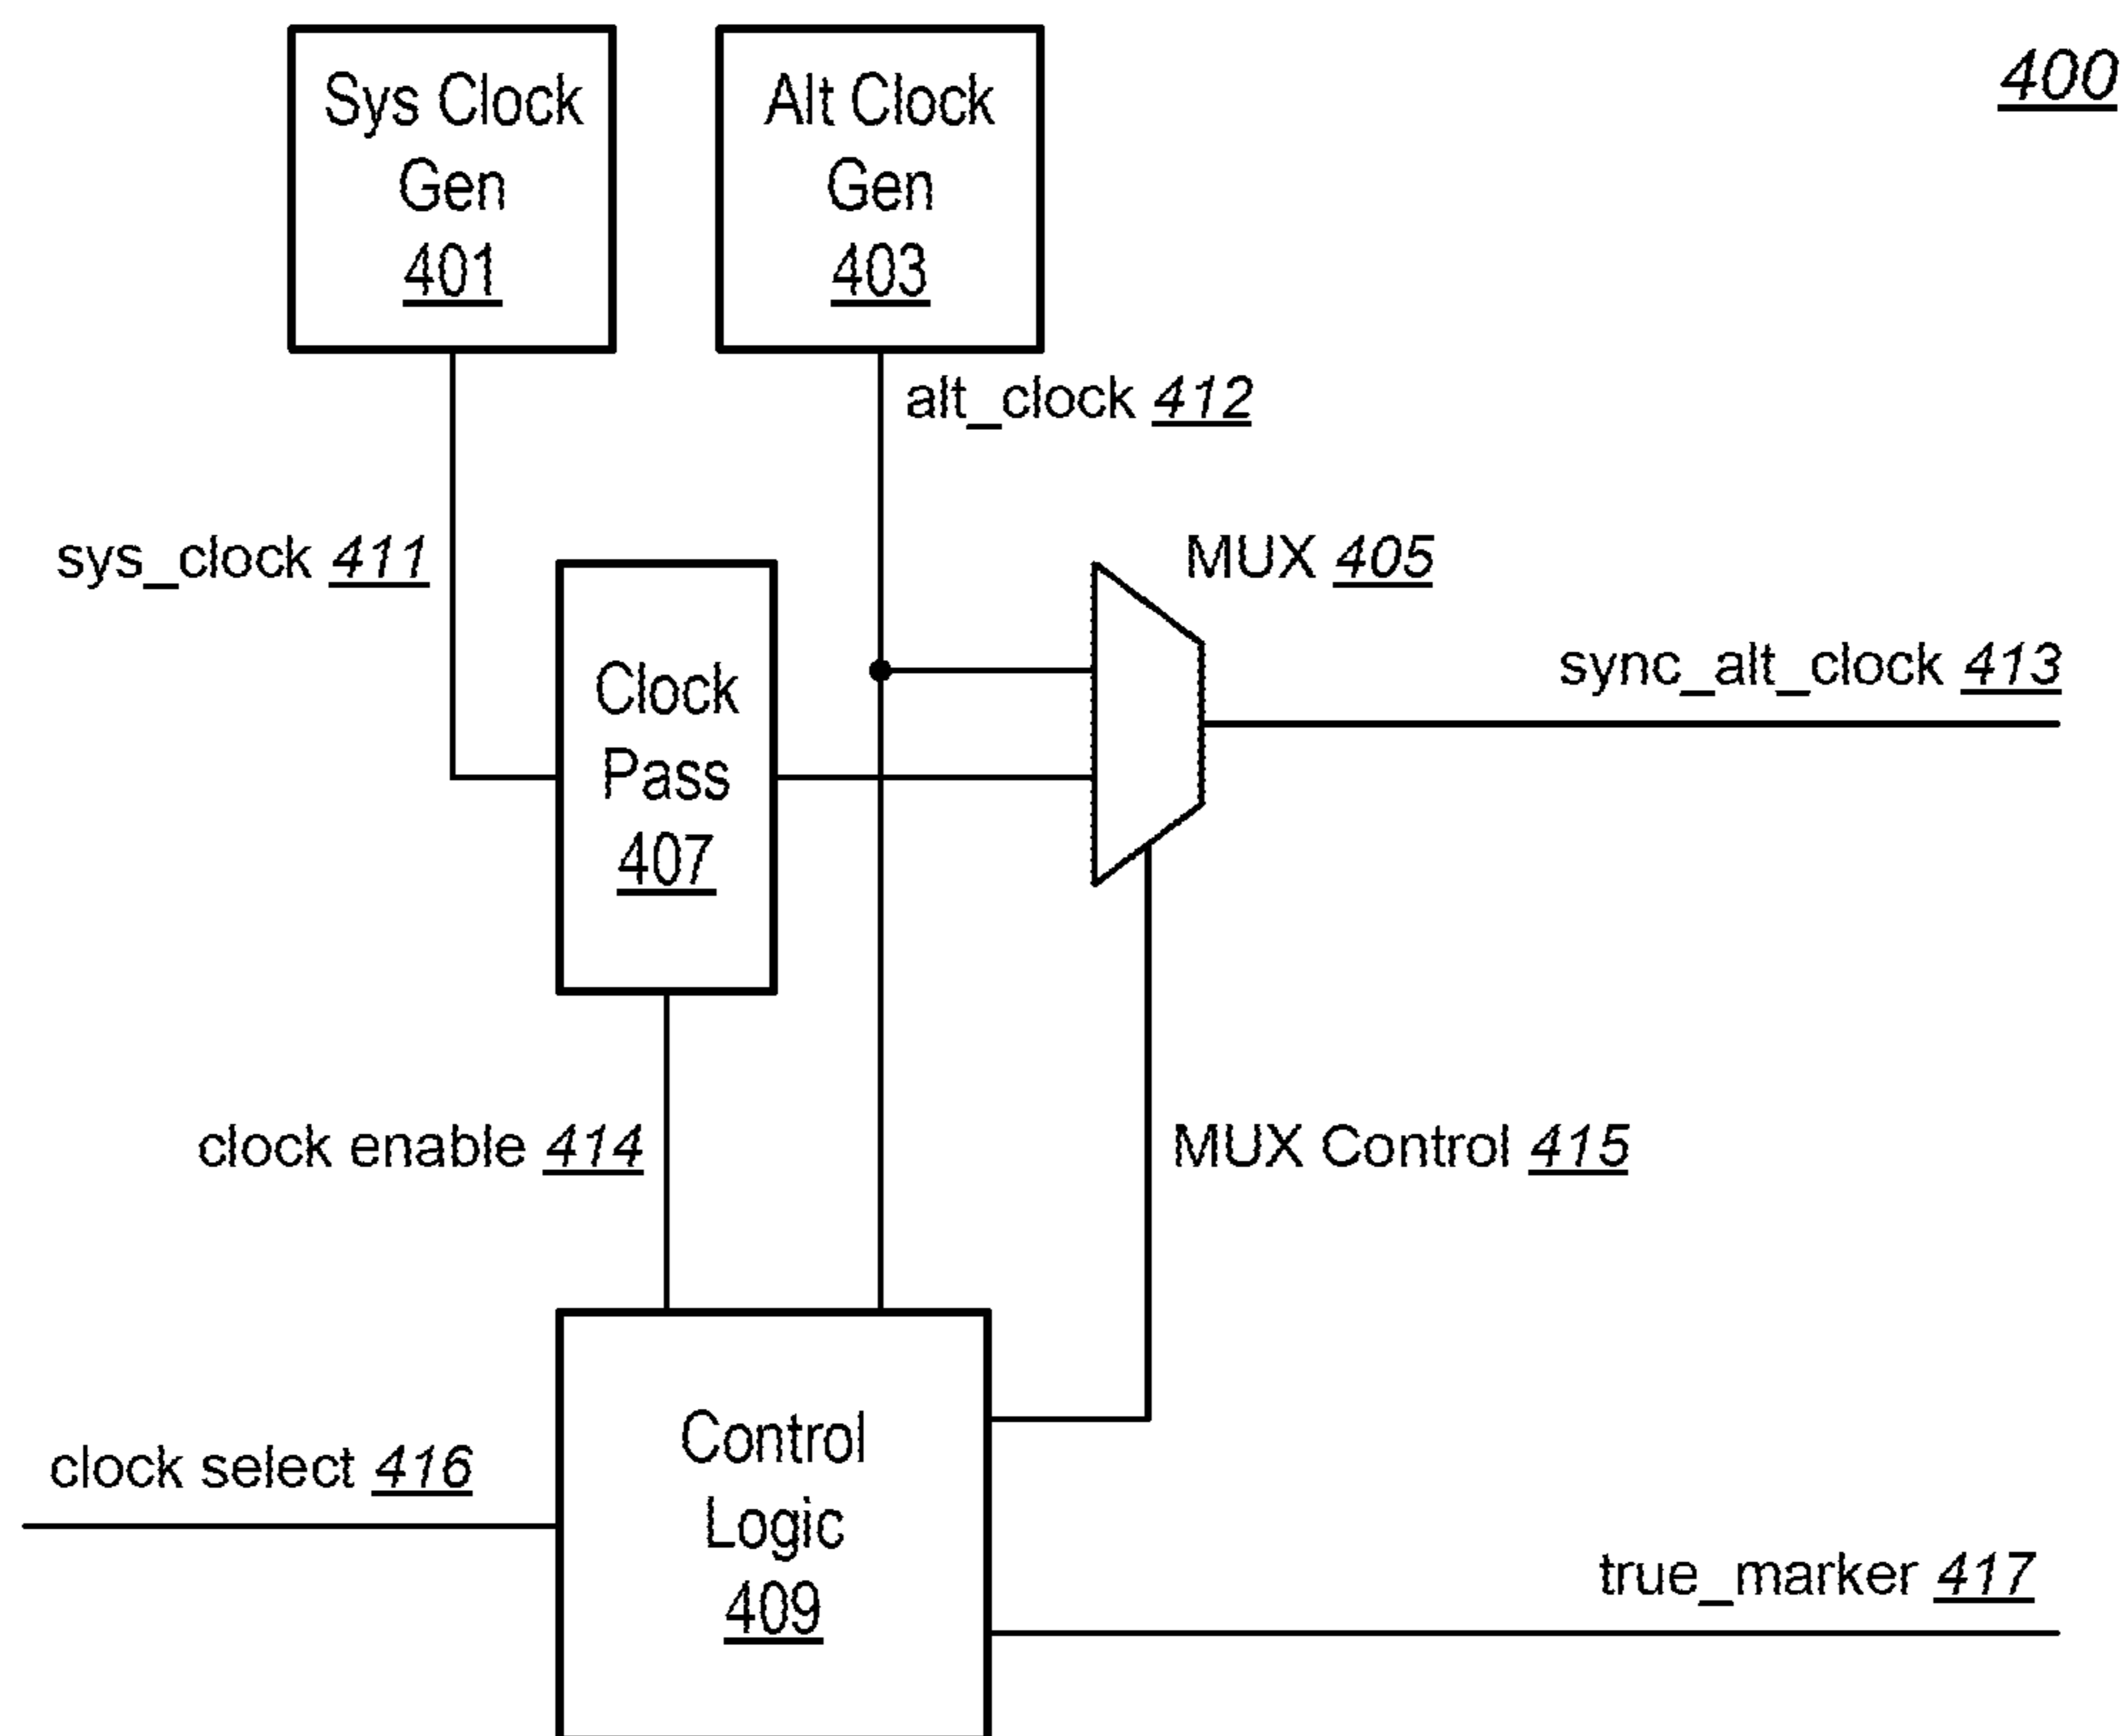 400
Sys Clock
Gen
401
Alt Clock
Gen
403
alt_clock 412
sys_clock 411
MUX 405
Clock
Pass
407
sync_alt_clock 413
clock enable 414
MUX Control 415
clock select 416
Control
Logic
409
true_marker 417